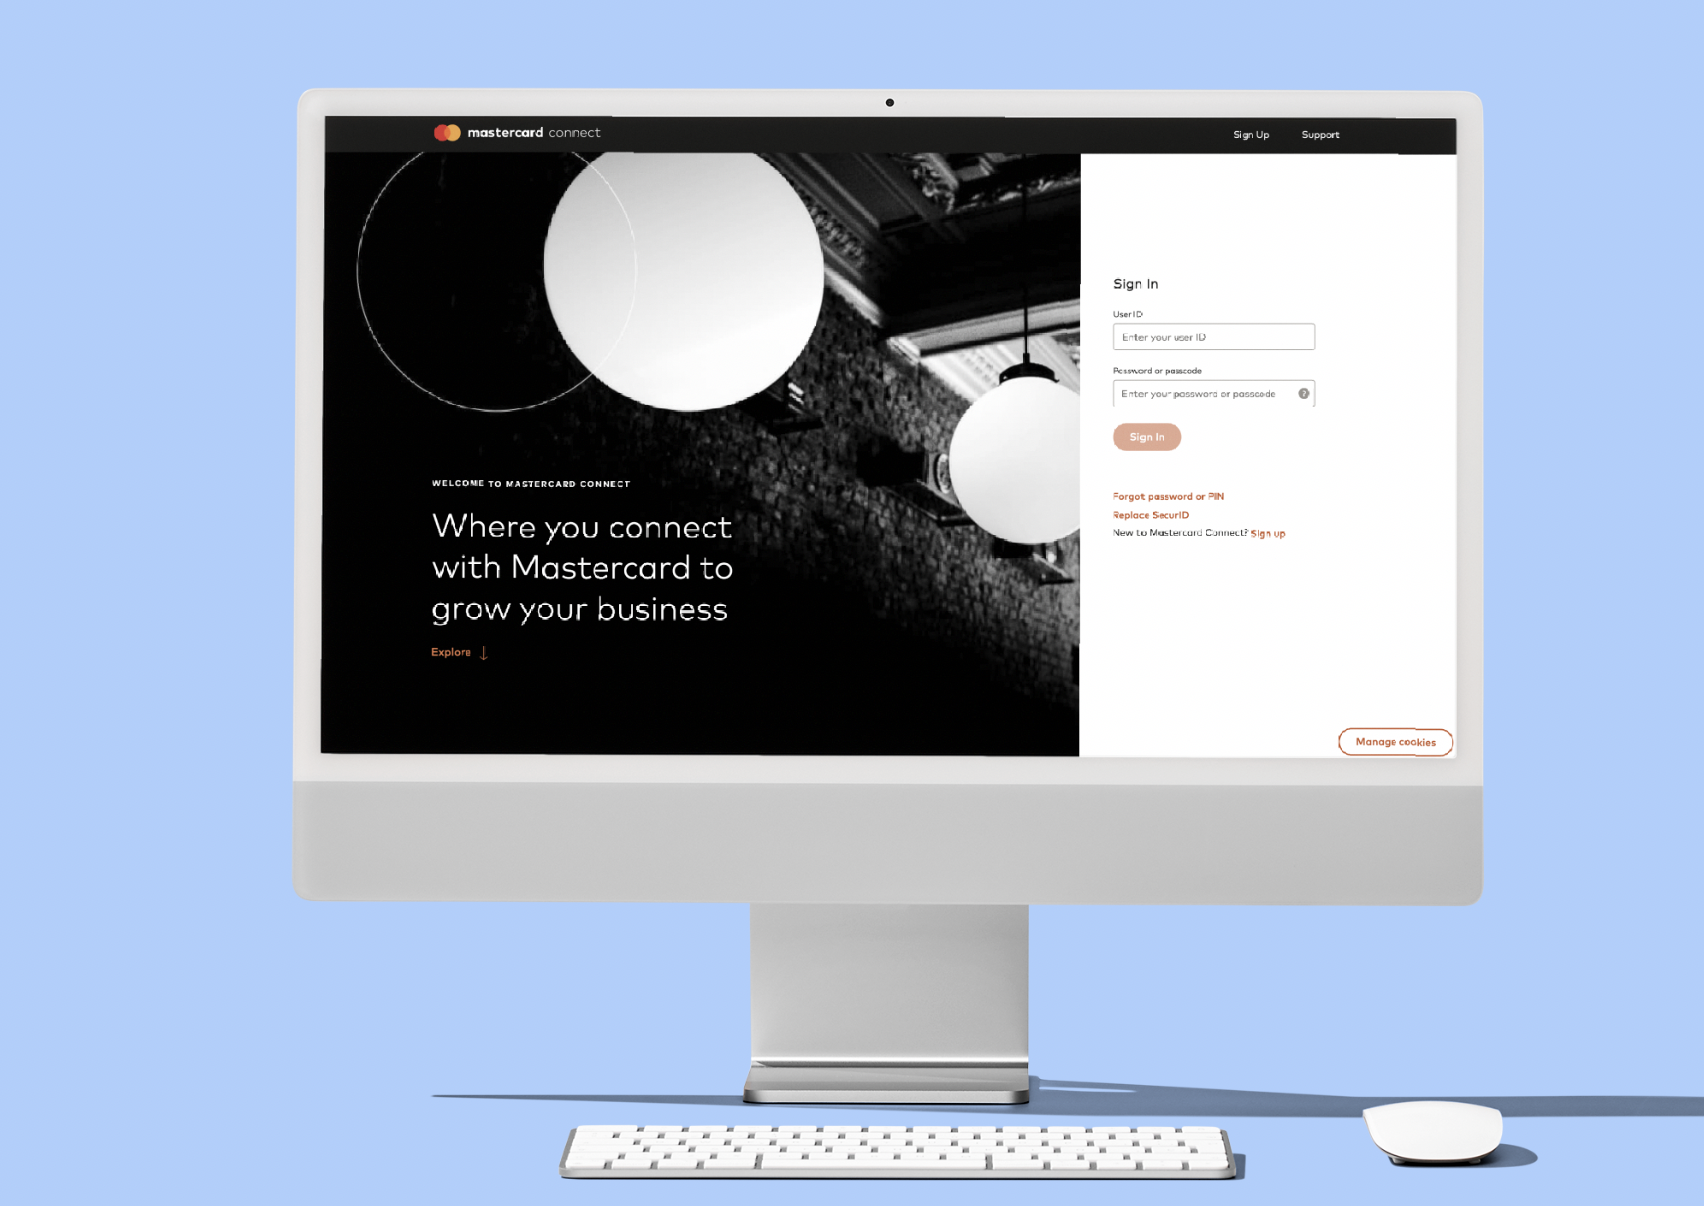 mastercard connect
Sign Up
Support
WELCOME TO MASTERCARD CONNECT
Where you connect
with Mastercard to
grow your business
Explore ↓
Sign In
User ID
Enter your user ID
Password or passcode
Enter your password or passcode ?
Sign In
Forgot password or PIN
Replace SecurID
New to Mastercard Connect? Sign up
Manage cookies